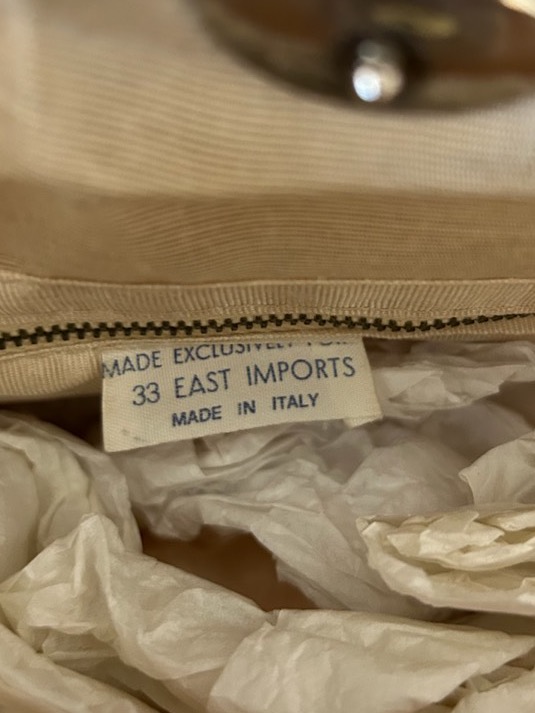 MADE EXCLUSIVELY FOR
33 EAST IMPORTS
MADE IN ITALY